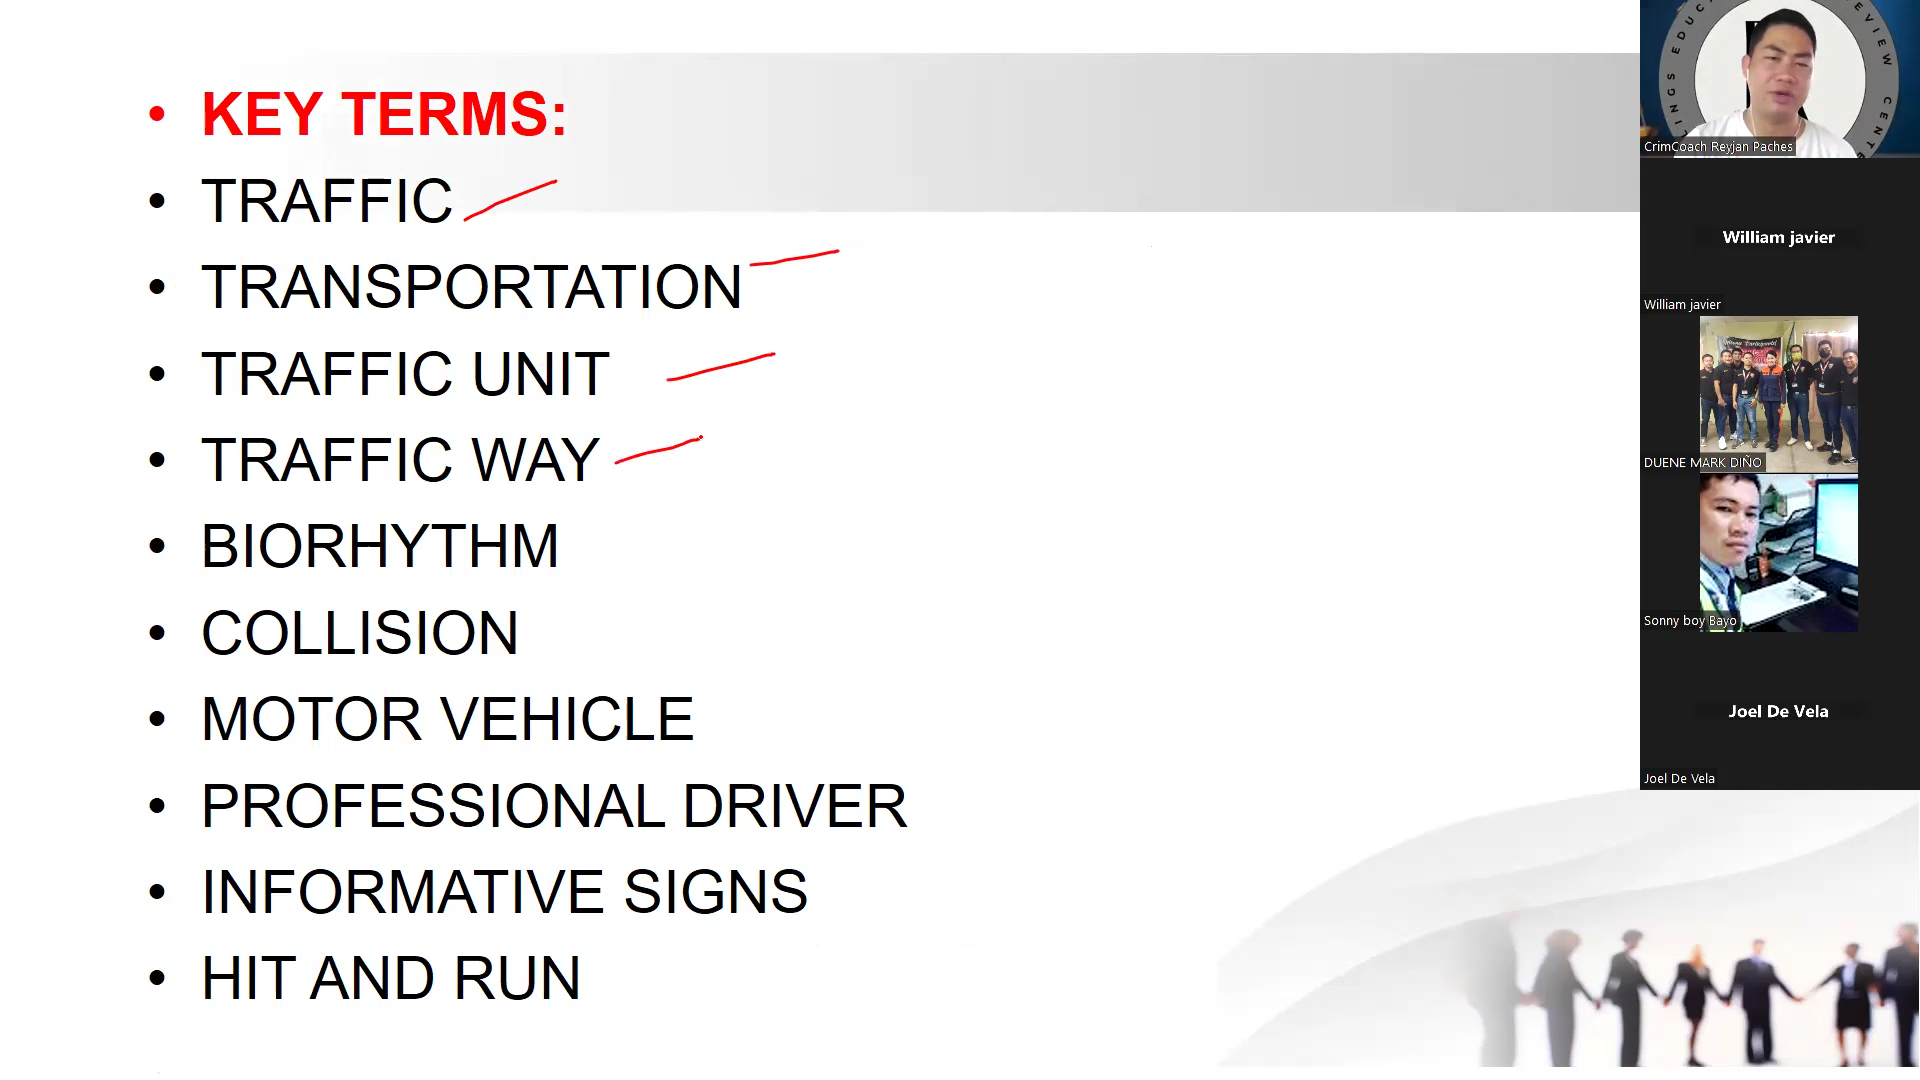 • KEY TERMS:
• TRAFFIC
• TRANSPORTATION
• TRAFFIC UNIT
• TRAFFIC WAY
• BIORHYTHM
• COLLISION
• MOTOR VEHICLE
• PROFESSIONAL DRIVER
• INFORMATIVE SIGNS
• HIT AND RUN
CrimCoach Reyjan Paches
William javier
William javier
DUENE MARK DIÑO
Sonny boy Bayo
Joel De Vela
Joel De Vela